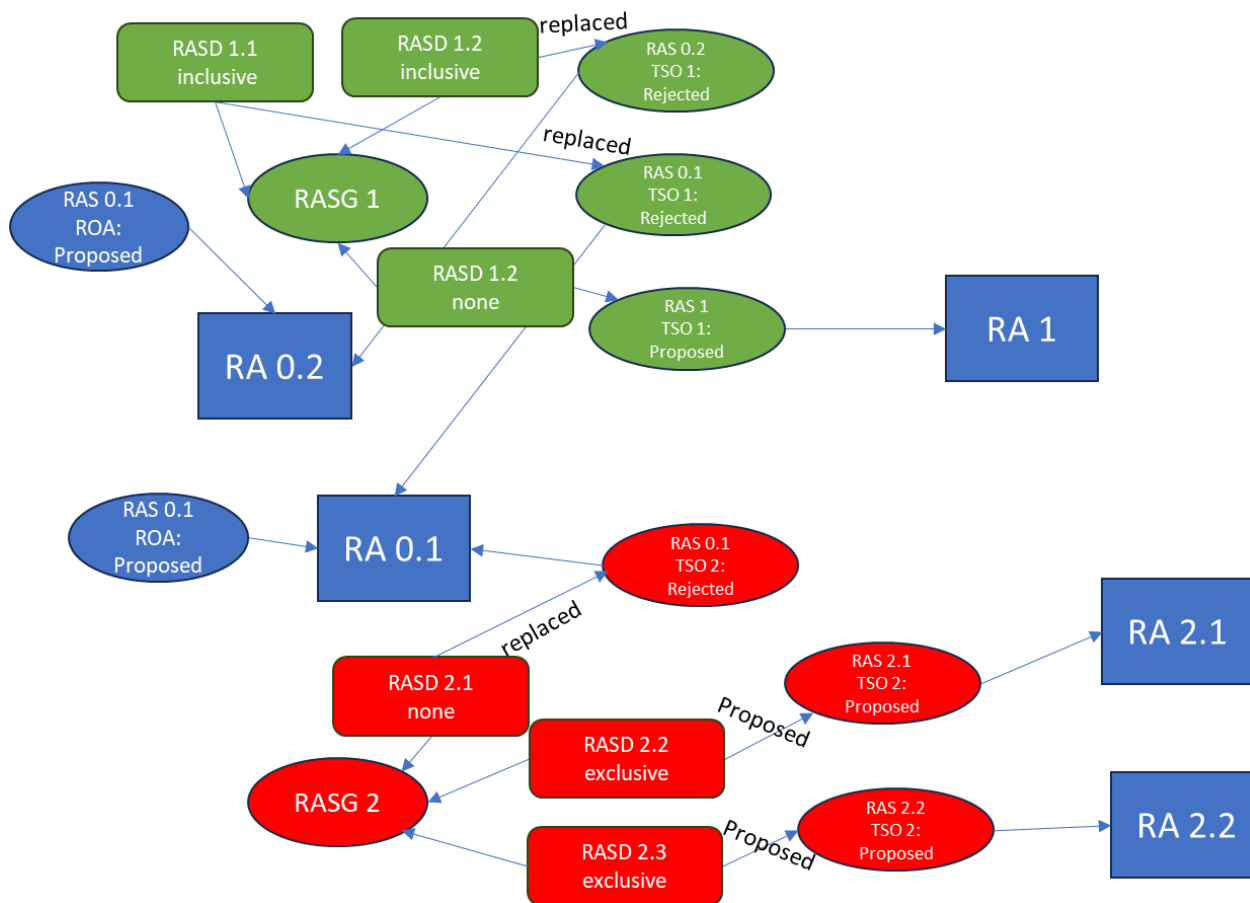 RASD 1.1
inclusive
RASD 1.2
inclusive
replaced
RAS 0.2
TSO 1:
Rejected
replaced
RAS 0.1
TSO 1:
Rejected
RASG 1
RAS 0.1
ROA:
Proposed
RASD 1.2
none
RAS 1
TSO 1:
Proposed
RA 1
RA 0.2
RAS 0.1
ROA:
Proposed
RA 0.1
RAS 0.1
TSO 2:
Rejected
replaced
RA 2.1
RAS 2.1
TSO 2:
Proposed
RASD 2.1
none
Proposed
RASD 2.2
exclusive
RASG 2
RAS 2.2
TSO 2:
Proposed
RA 2.2
Proposed
RASD 2.3
exclusive